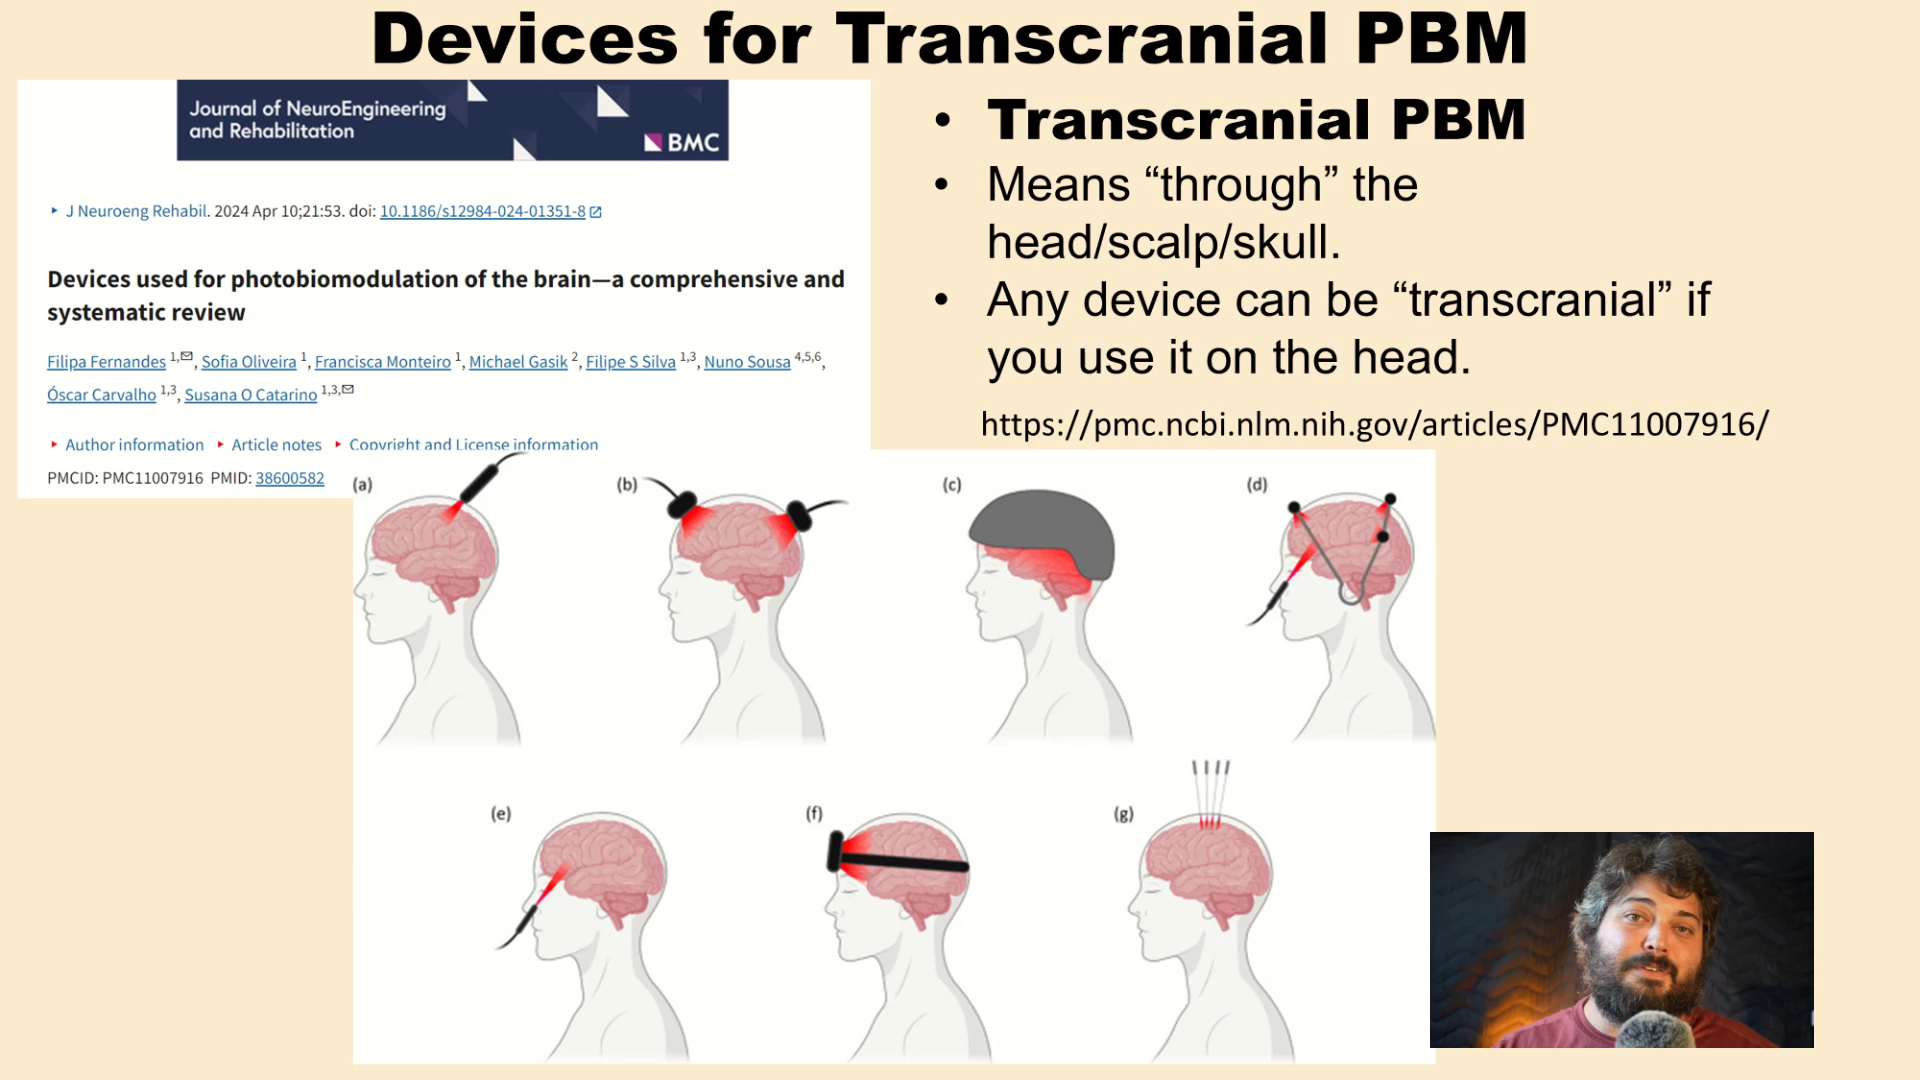 Devices for Transcranial PBM
Journal of NeuroEngineering
and Rehabilitation
BMC
J Neuroeng Rehabil. 2024 Apr 10;21:53. doi: 10.1186/s12984-024-01351-8
Devices used for photobiomodulation of the brain—a comprehensive and
systematic review
Filipa Fernandes 1,✉, Sofia Oliveira 1, Francisca Monteiro 1, Michael Gasik 2, Filipe S Silva 1,3, Nuno Sousa 4,5,6,
Óscar Carvalho 1,3, Susana O Catarino 1,3,✉
Author information Article notes Copyright and License information
PMCID: PMC11007916 PMID: 38600582
• Transcranial PBM
• Means “through” the
head/scalp/skull.
• Any device can be “transcranial” if
you use it on the head.
https://pmc.ncbi.nlm.nih.gov/articles/PMC11007916/
(a)
(b)
(c)
(d)
(e)
(f)
(g)